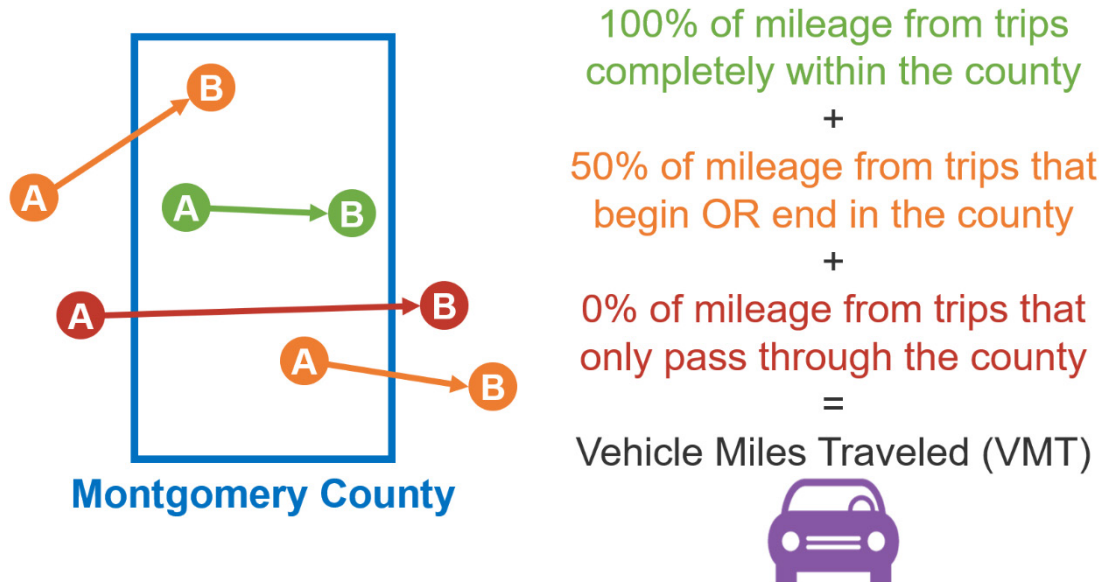 B
A
A
B
A
B
A
B
Montgomery County
100% of mileage from trips
completely within the county
+
50% of mileage from trips that
begin OR end in the county
+
0% of mileage from trips that
only pass through the county
=
Vehicle Miles Traveled (VMT)